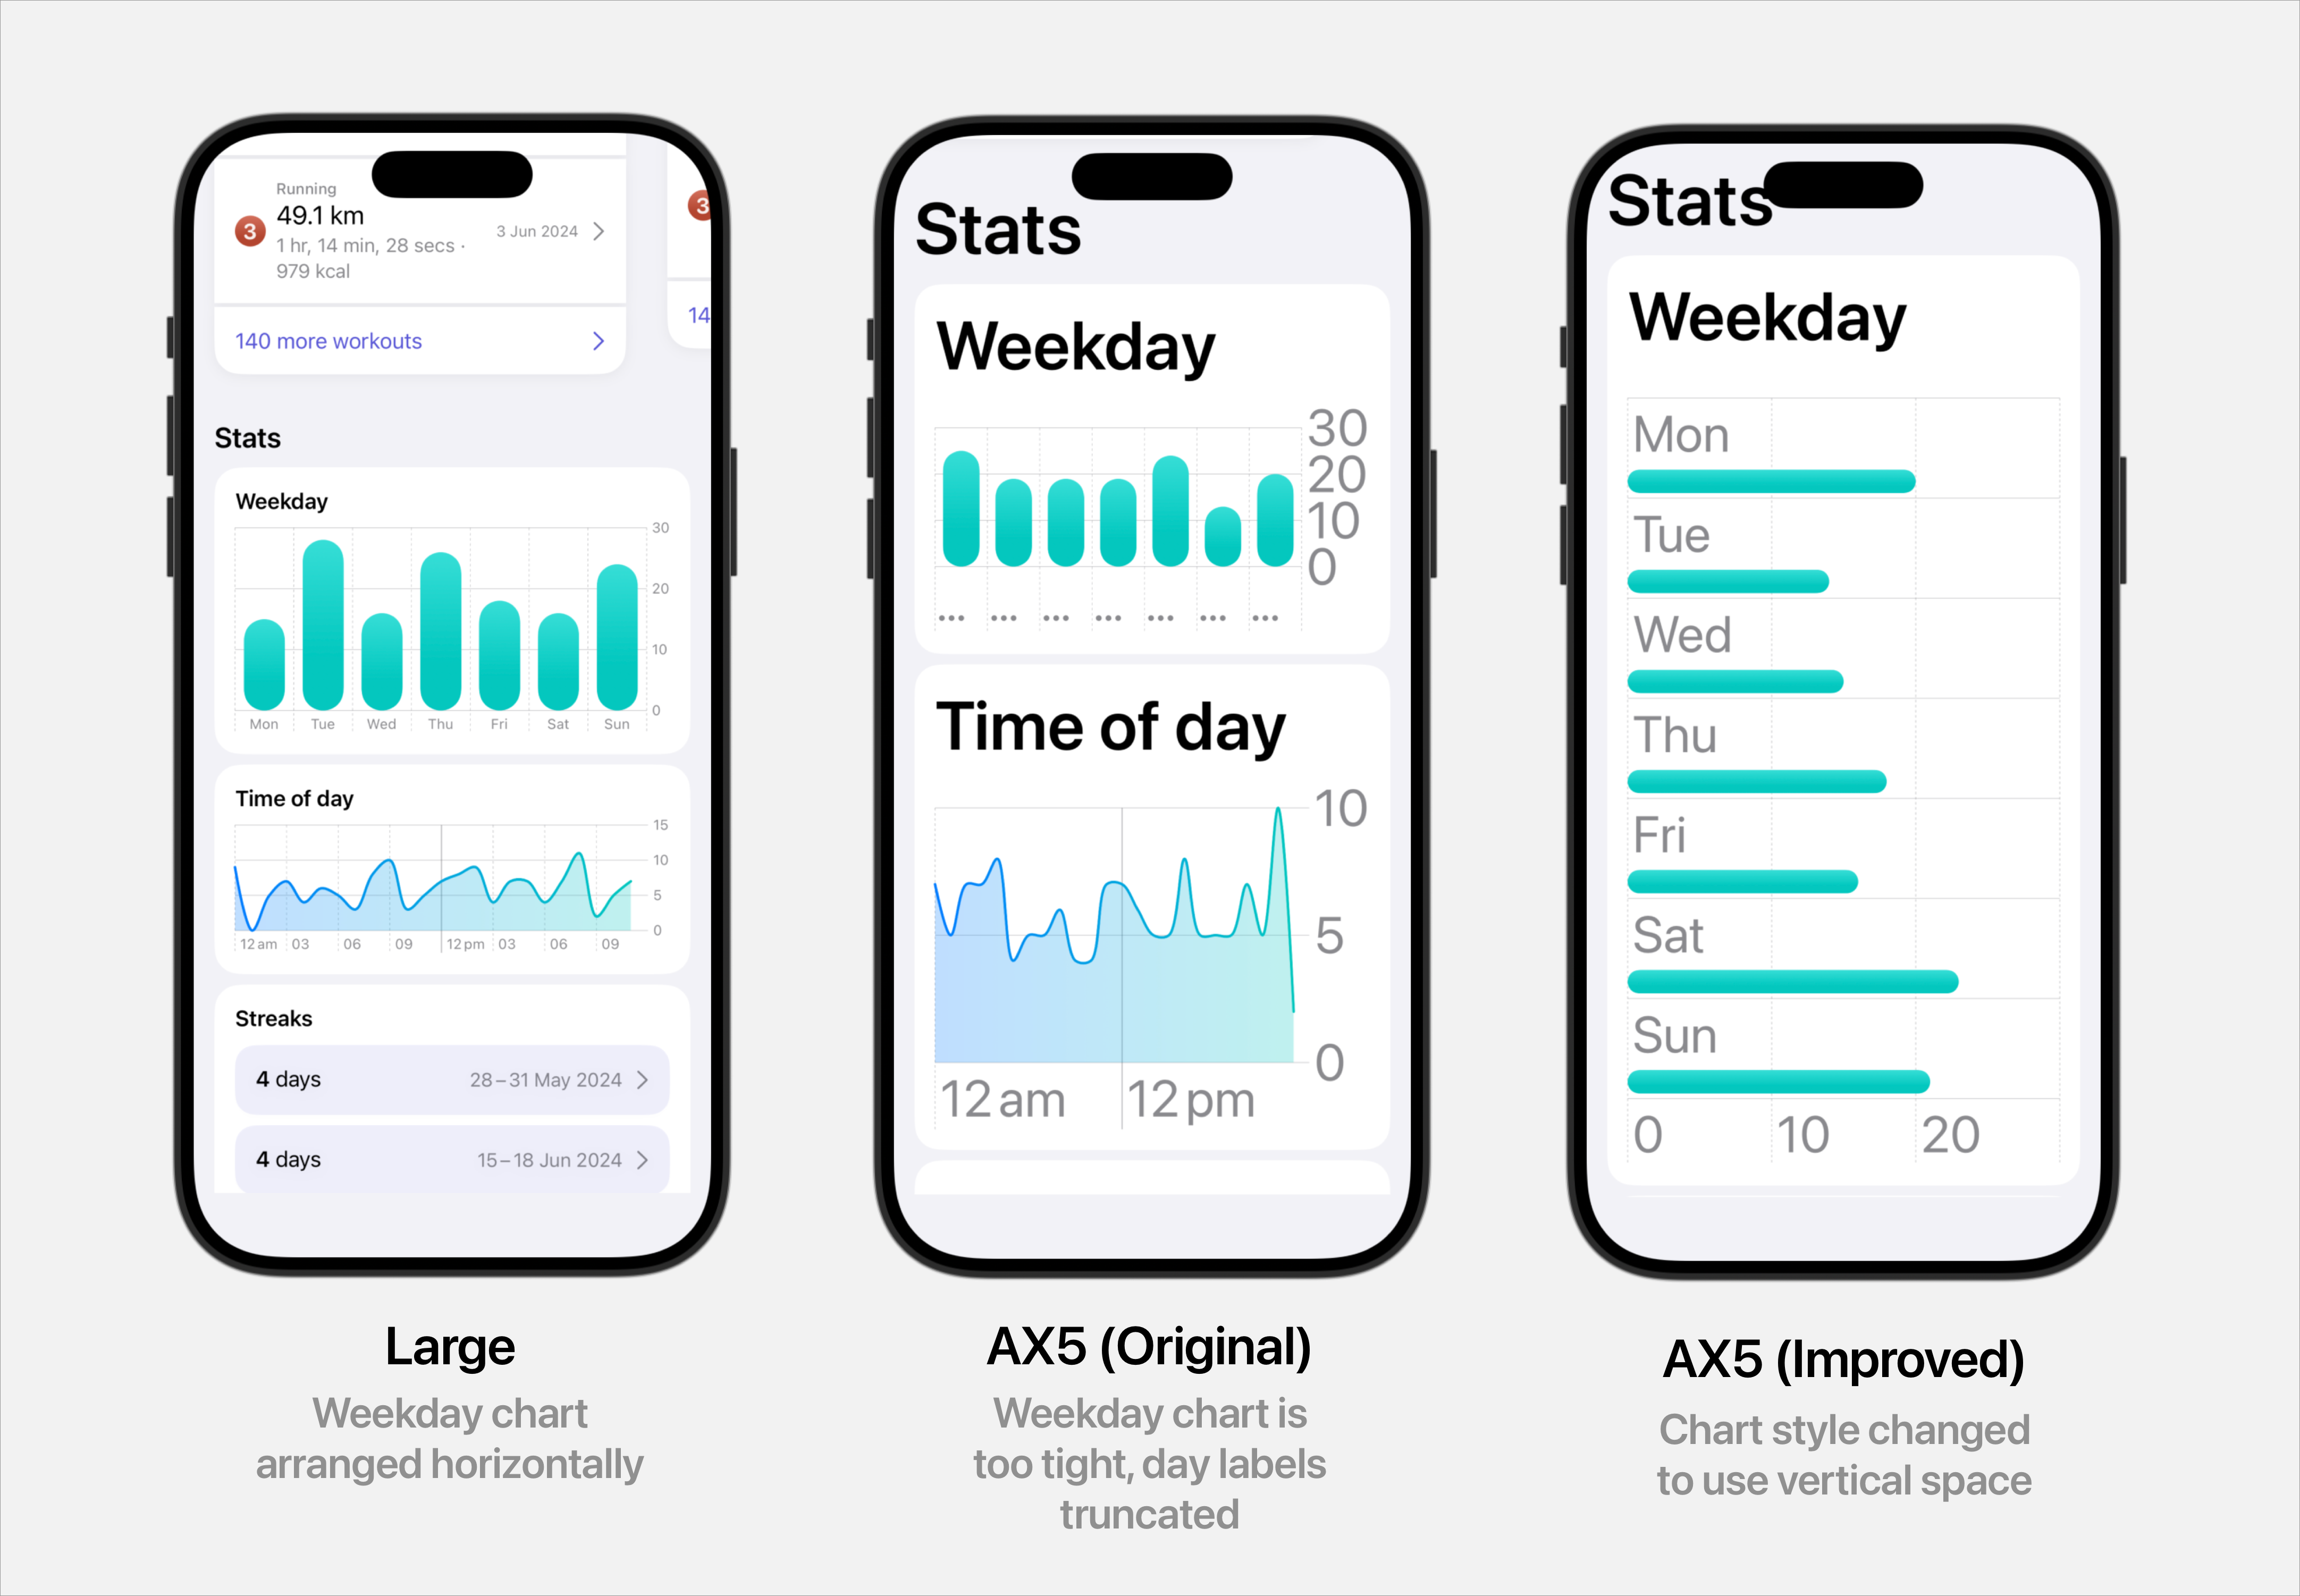 Running
49.1 km
3
1 hr, 14 min, 28 secs ·
979 kcal
3 Jun 2024
3
140 more workouts
14
Stats
Weekday
30
20
10
0
Mon Tue Wed Thu Fri Sat Sun
Time of day
15
10
5
0
12 am 03 06 09 12 pm 03 06 09
Streaks
4 days 28 – 31 May 2024
4 days 15 – 18 Jun 2024
Large
Weekday chart
arranged horizontally
Stats
Weekday
30
20
10
0
... ... ... ... ... ... ...
Time of day
10
5
0
12 am 12 pm
AX5 (Original)
Weekday chart is
too tight, day labels
truncated
Stats
Weekday
Mon
Tue
Wed
Thu
Fri
Sat
Sun
0 10 20
AX5 (Improved)
Chart style changed
to use vertical space